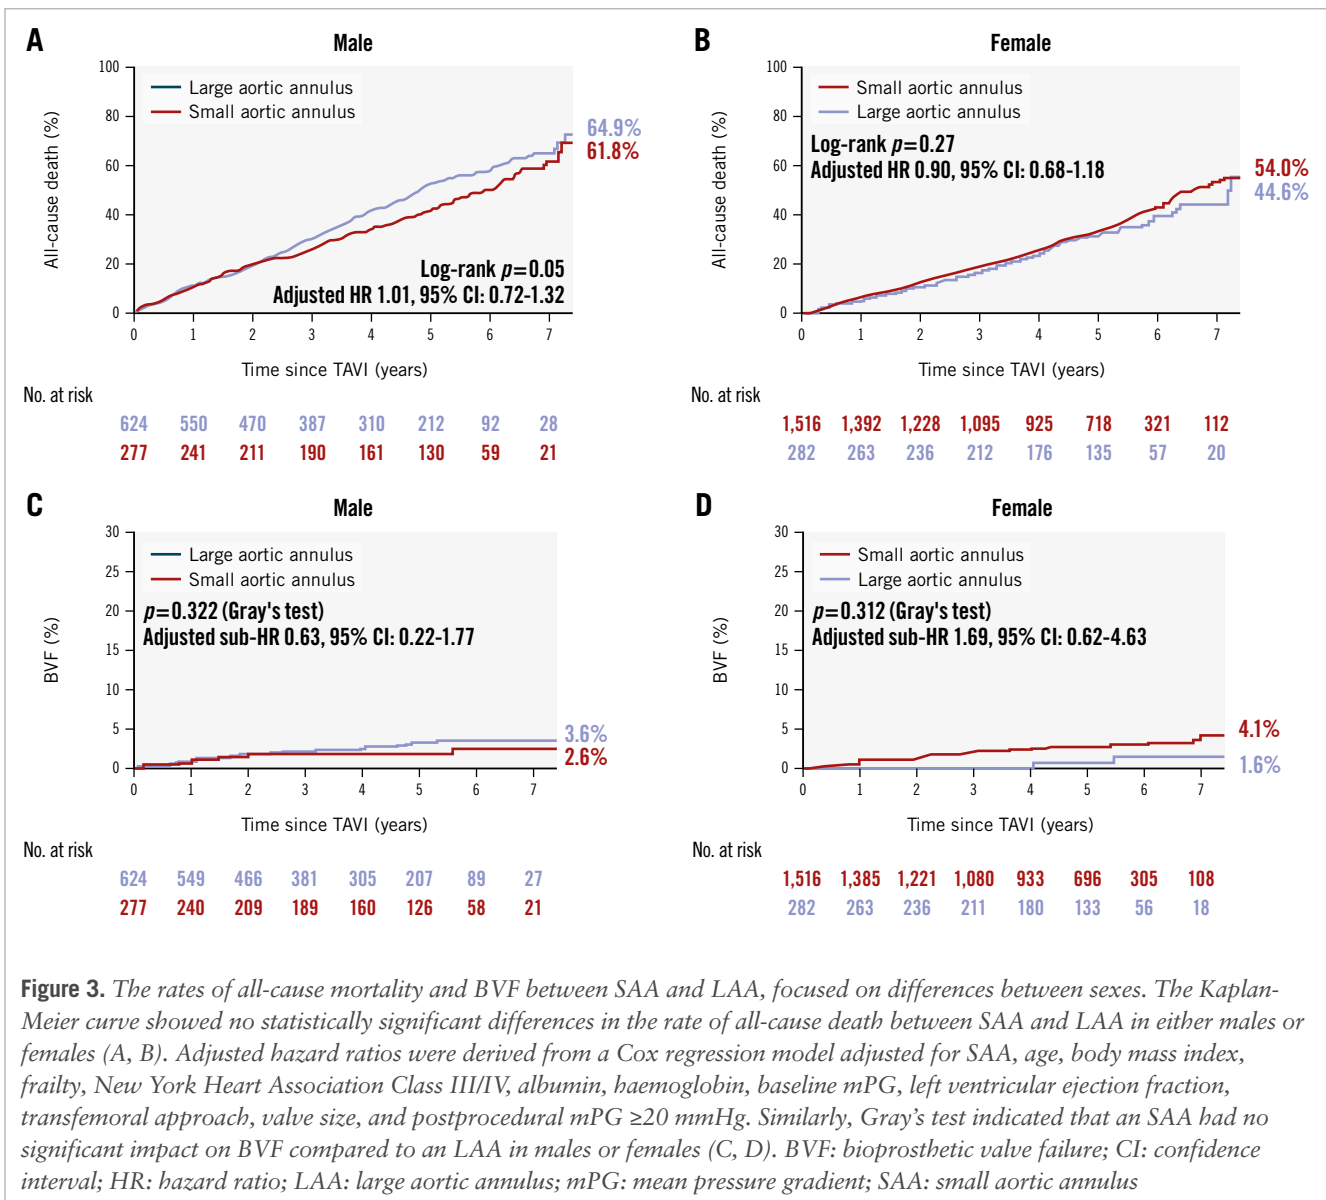 A
Male
100
80
60
40
20
0
All-cause death (%)
Large aortic annulus
Small aortic annulus
64.9%
61.8%
Log-rank p=0.05
Adjusted HR 1.01, 95% CI: 0.72-1.32
0 1 2 3 4 5 6 7
Time since TAVI (years)
No. at risk
624 550 470 387 310 212 92 28
277 241 211 190 161 130 59 21
B
Female
100
80
60
40
20
0
All-cause death (%)
Small aortic annulus
Large aortic annulus
Log-rank p=0.27
Adjusted HR 0.90, 95% CI: 0.68-1.18
54.0%
44.6%
0 1 2 3 4 5 6 7
Time since TAVI (years)
1,516 1,392 1,228 1,095 925 718 321 112
282 263 236 212 176 135 57 20
C
Male
30
25
20
15
10
5
0
BVF (%)
Large aortic annulus
Small aortic annulus
p=0.322 (Gray's test)
Adjusted sub-HR 0.63, 95% CI: 0.22-1.77
3.6%
2.6%
0 1 2 3 4 5 6 7
Time since TAVI (years)
No. at risk
624 549 466 381 305 207 89 27
277 240 209 189 160 126 58 21
D
Female
30
25
20
15
10
5
0
BVF (%)
Small aortic annulus
Large aortic annulus
p=0.312 (Gray's test)
Adjusted sub-HR 1.69, 95% CI: 0.62-4.63
4.1%
1.6%
0 1 2 3 4 5 6 7
Time since TAVI (years)
No. at risk
1,516 1,385 1,221 1,080 933 696 305 108
282 263 236 211 180 133 56 18
Figure 3. The rates of all-cause mortality and BVF between SAA and LAA, focused on differences between sexes. The Kaplan-
Meier curve showed no statistically significant differences in the rate of all-cause death between SAA and LAA in either males or
females (A, B). Adjusted hazard ratios were derived from a Cox regression model adjusted for SAA, age, body mass index,
frailty, New York Heart Association Class III/IV, albumin, haemoglobin, baseline mPG, left ventricular ejection fraction,
transfemoral approach, valve size, and postprocedural mPG ≥20 mmHg. Similarly, Gray's test indicated that an SAA had no
significant impact on BVF compared to an LAA in males or females (C, D). BVF: bioprosthetic valve failure; CI: confidence
interval; HR: hazard ratio; LAA: large aortic annulus; mPG: mean pressure gradient; SAA: small aortic annulus